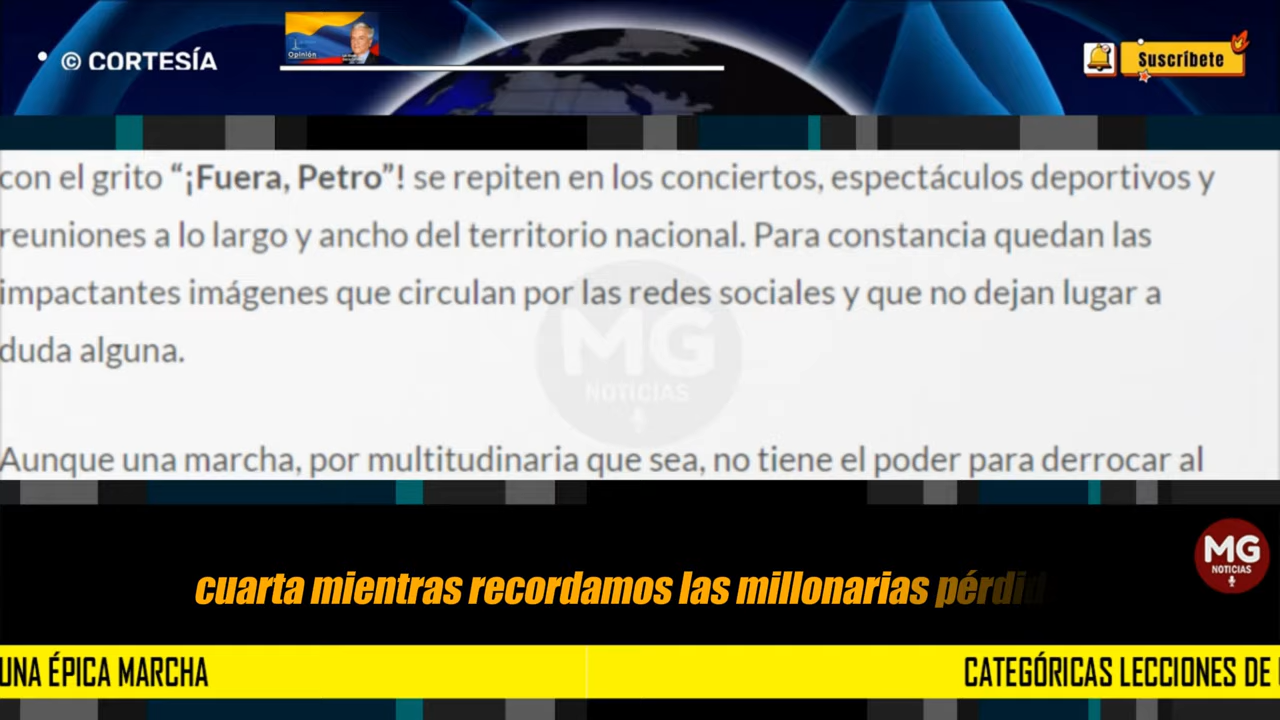 © CORTESÍA
Opinión
Suscríbete
con el grito “¡Fuera, Petro”! se repiten en los conciertos, espectáculos deportivos y
reuniones a lo largo y ancho del territorio nacional. Para constancia quedan las
impactantes imágenes que circulan por las redes sociales y que no dejan lugar a
duda alguna.
MG
NOTICIAS
Aunque una marcha, por multitudinaria que sea, no tiene el poder para derrocar al
MG
NOTICIAS
cuarta mientras recordamos las millonarias pérdid
UNA ÉPICA MARCHA
CATEGÓRICAS LECCIONES DE